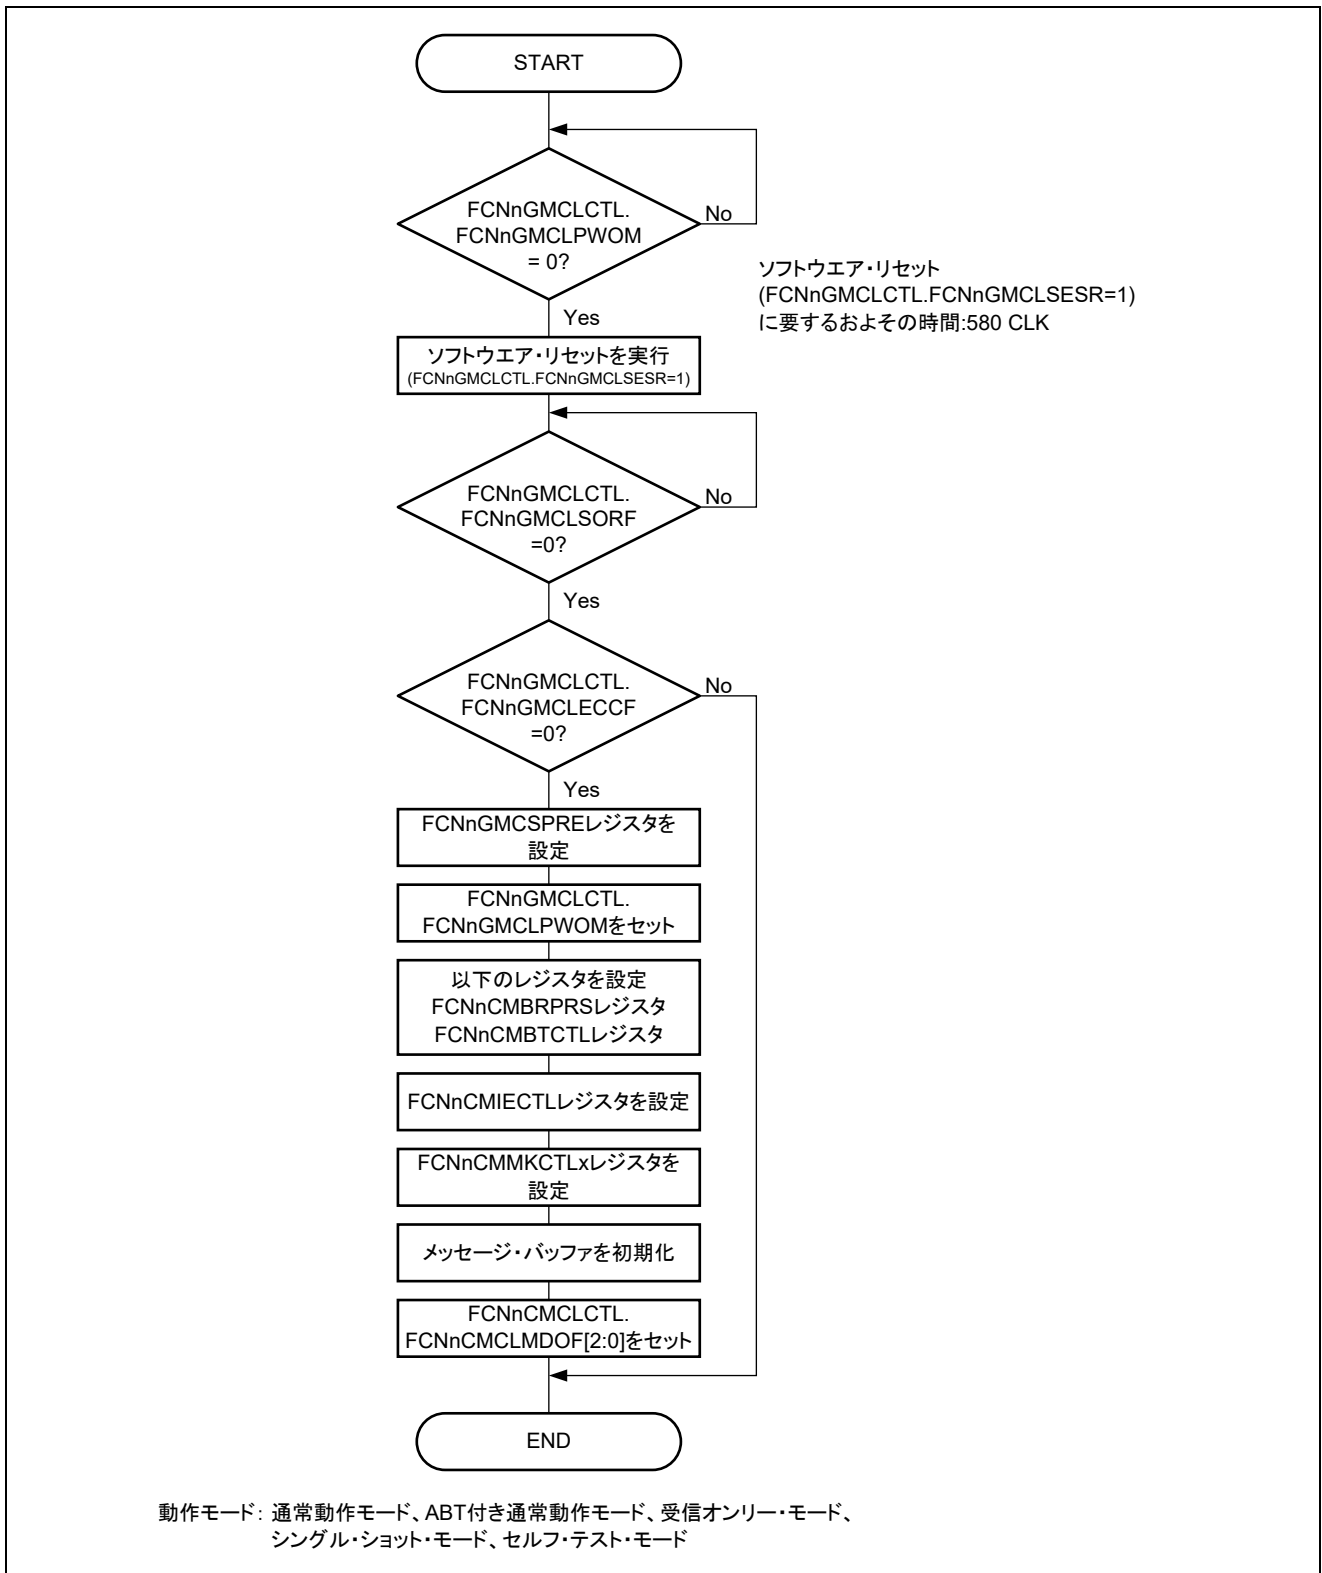 START
FCNnGMCLCTL.
FCNnGMCLPWOM
= 0?
No
Yes
ソフトウエア・リセット
(FCNnGMCLCTL.FCNnGMCLSESR=1)
に要するおよその時間:580 CLK
ソフトウエア・リセットを実行
(FCNnGMCLCTL.FCNnGMCLSESR=1)
FCNnGMCLCTL.
FCNnGMCLSORF
=0?
No
Yes
FCNnGMCLCTL.
FCNnGMCLECCF
=0?
No
Yes
FCNnGMCSPREレジスタを
設定
FCNnGMCLCTL.
FCNnGMCLPWOMをセット
以下のレジスタを設定
FCNnCMBRPRSレジスタ
FCNnCMBTCTLレジスタ
FCNnCMIECTLレジスタを設定
FCNnCMMKCTLxレジスタを
設定
メッセージ・バッファを初期化
FCNnCMCLCTL.
FCNnCMCLMDOF[2:0]をセット
END
動作モード: 通常動作モード、ABT付き通常動作モード、受信オンリー・モード、
シングル・ショット・モード、セルフ・テスト・モード